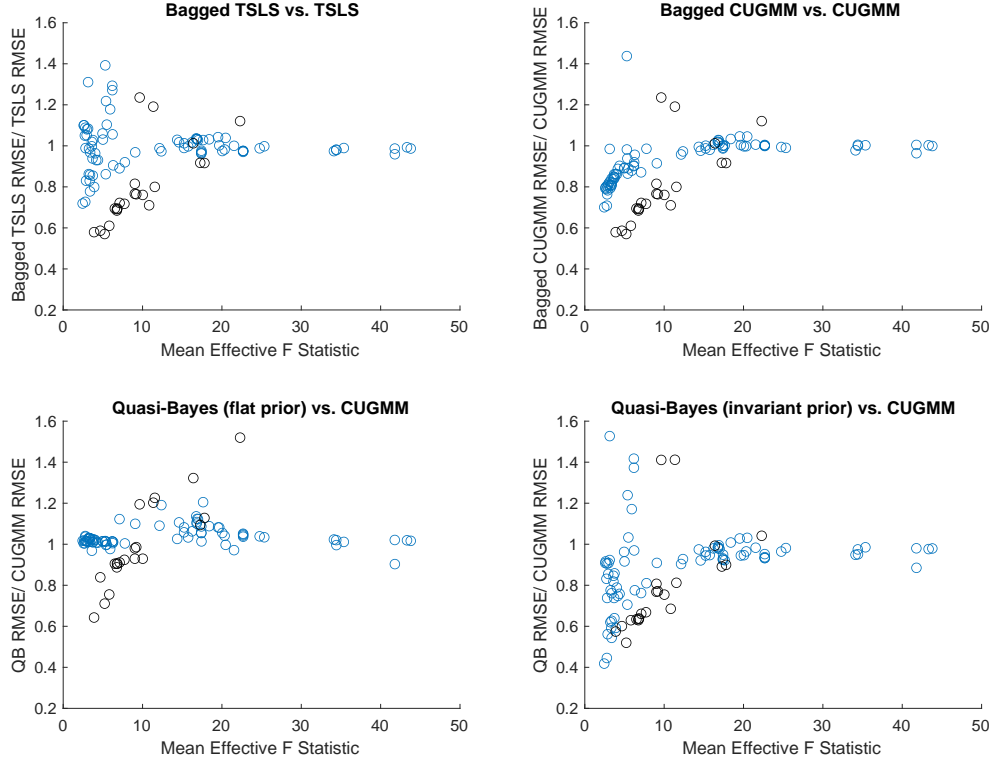 Bagged TSLS vs. TSLS
Bagged TSLS RMSE/ TSLS RMSE
1.6
1.4
1.2
1
0.8
0.6
0.4
0.2
0 10 20 30 40 50
Mean Effective F Statistic
Bagged CUGMM vs. CUGMM
Bagged CUGMM RMSE/ CUGMM RMSE
1.6
1.4
1.2
1
0.8
0.6
0.4
0.2
0 10 20 30 40 50
Mean Effective F Statistic
Quasi-Bayes (flat prior) vs. CUGMM
QB RMSE/ CUGMM RMSE
1.6
1.4
1.2
1
0.8
0.6
0.4
0.2
0 10 20 30 40 50
Mean Effective F Statistic
Quasi-Bayes (invariant prior) vs. CUGMM
QB RMSE/ CUGMM RMSE
1.6
1.4
1.2
1
0.8
0.6
0.4
0.2
0 10 20 30 40 50
Mean Effective F Statistic